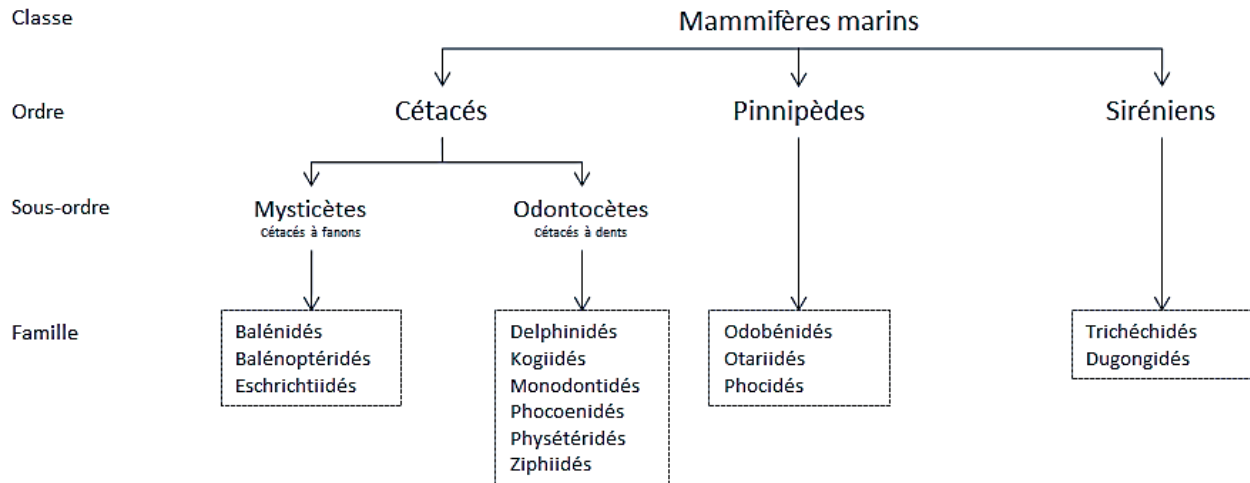 Classe
Mammifères marins
Ordre
Cétacés
Pinnipèdes
Siréniens
Sous-ordre
Mysticètes
Cétacés à fanons
Odontocètes
Cétacés à dents
Famille
Balénidés
Balénoptéridés
Eschrichtiidés
Delphinidés
Kogiidés
Monodontidés
Phocoenidés
Physétéridés
Ziphiidés
Odobénidés
Otariidés
Phocidés
Trichéchidés
Dugongidés